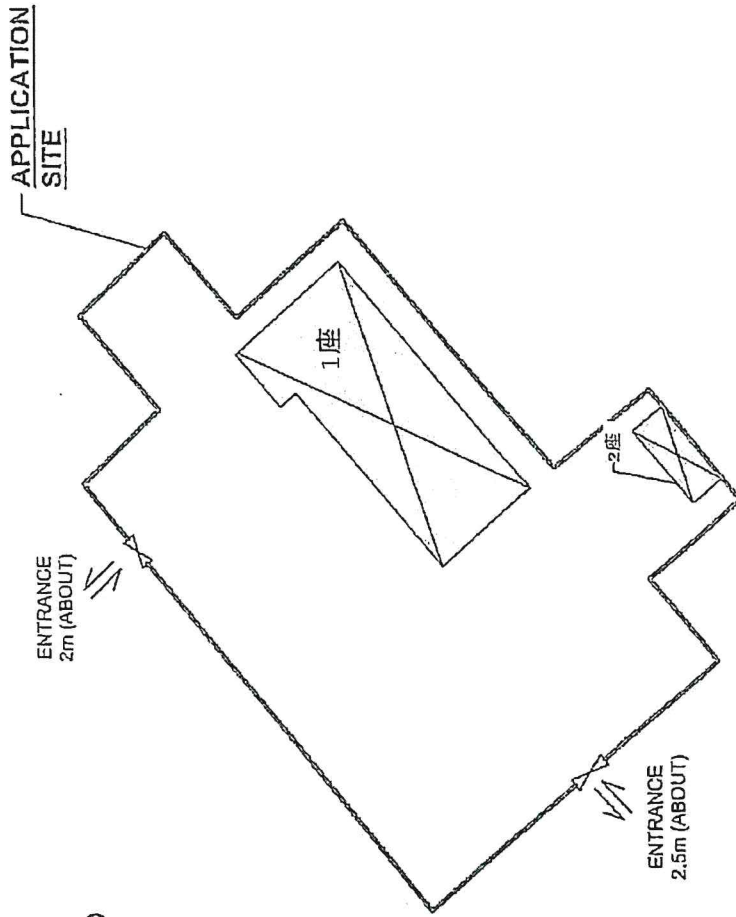 APPLICATION
SITE
1座
2座
ENTRANCE
2m (ABOUT)
ENTRANCE
2.5m (ABOUT)